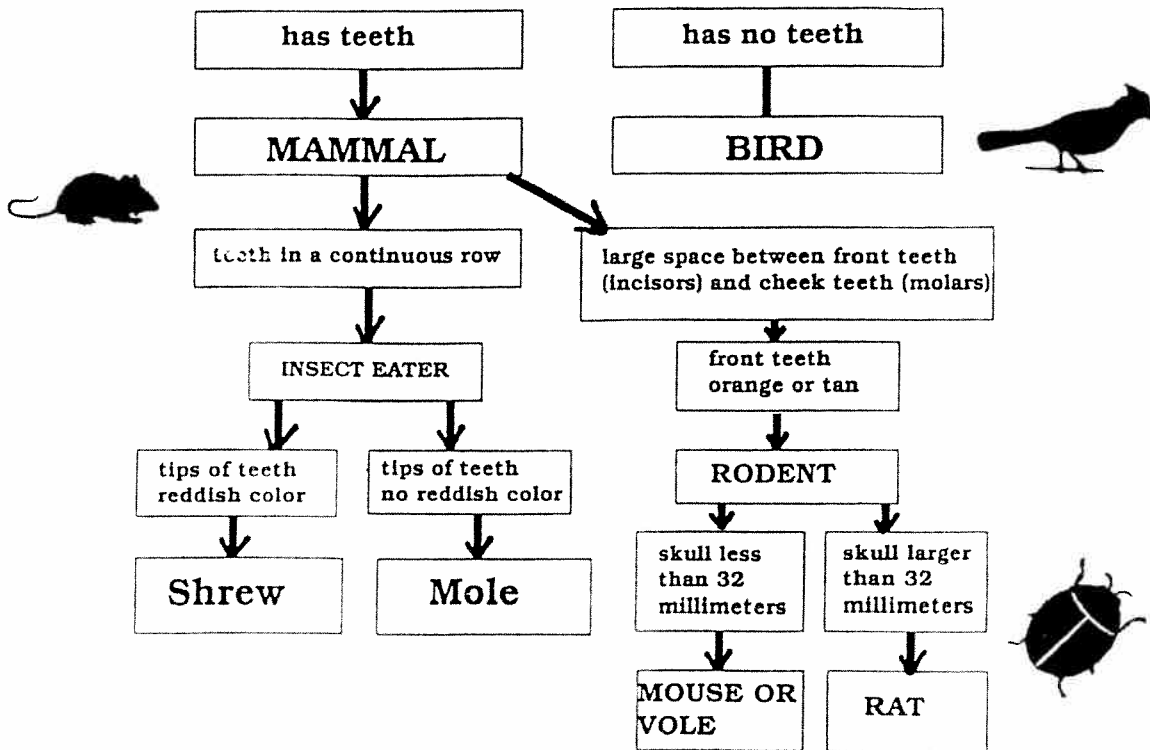 has teeth
has no teeth
MAMMAL
BIRD
teeth in a continuous row
large space between front teeth
(incisors) and cheek teeth (molars)
INSECT EATER
front teeth
orange or tan
tips of teeth
reddish color
tips of teeth
no reddish color
RODENT
Shrew
Mole
skull less
than 32
millimeters
skull larger
than 32
millimeters
MOUSE OR
VOLE
RAT